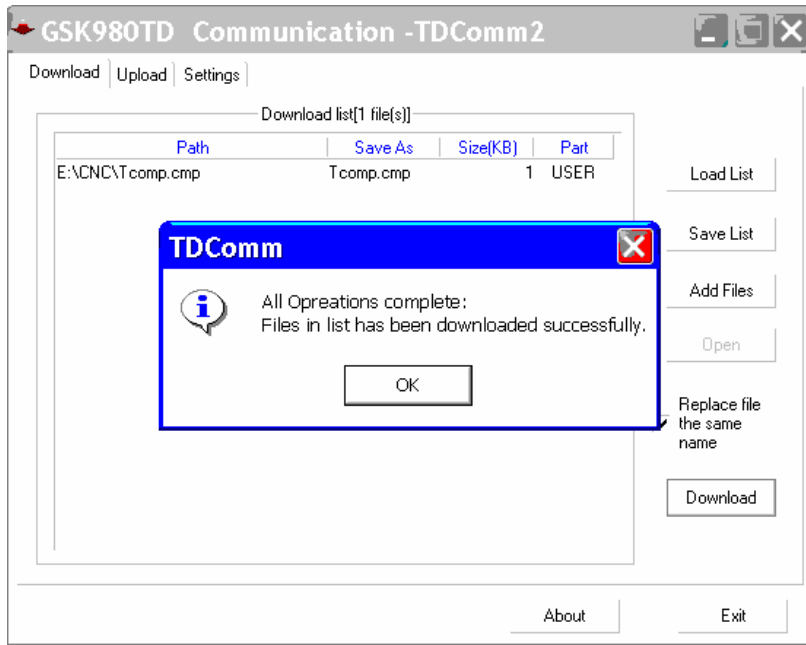 GSK980TD Communication -TDComm2
Download Upload Settings
Download list[1 file(s)]
Path Save As Size(KB) Part
E:\CNC\Tcomp.cmp Tcomp.cmp 1 USER
Load List
Save List
TDComm
All Opreations complete:
Files in list has been downloaded successfully.
OK
Add Files
Open
Replace file
the same
name
Download
About Exit